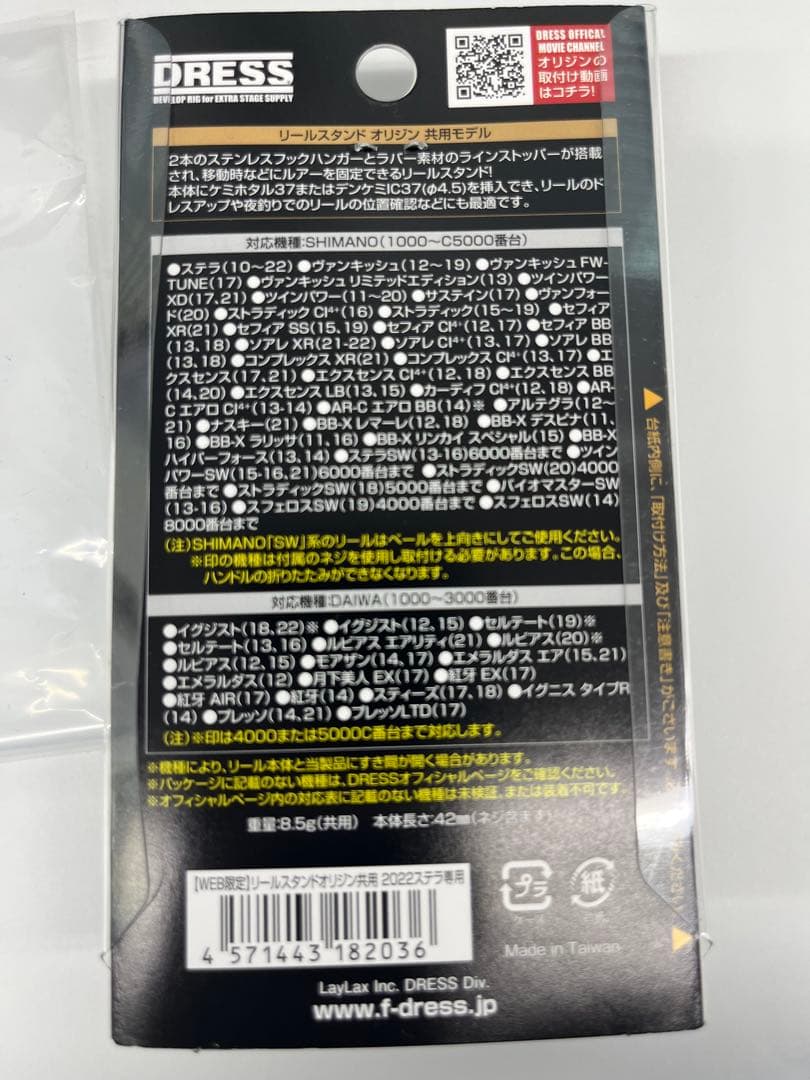 DRESS
DEVELOP RIG for EXTRA STAGE SUPPLY
DRESS OFFICAL
MOVIE CHANNEL
オリジンの
取付け動画
はコチラ!
リールスタンド オリジン 共用モデル
2本のステンレスフックハンガーとラバー素材のラインストッパーが搭載
され、移動時などにルアーを固定できるリールスタンド!
本体にケミホタル37またはデンケミIC37(φ4.5)を挿入でき、リールのド
レスアップや夜釣りでのリールの位置確認などにも最適です。
対応機種:SHIMANO(1000〜C5000番台)
●ステラ(10〜22) ●ヴァンキッシュ(12〜19) ●ヴァンキッシュ FW-
TUNE(17) ●ヴァンキッシュ リミテッドエディション(13) ●ツインパワー
XD(17,21) ●ツインパワー(11〜20) ●サステイン(17) ●ヴァンフォー
ド(20) ●ストラディック CI⁴⁺(16) ●ストラディック(15〜19) ●セフィア
XR(21) ●セフィア SS(15,19) ●セフィア CI⁴⁺(12,17) ●セフィア BB
(13,18) ●ソアレ XR(21-22) ●ソアレ CI⁴⁺(13,17) ●ソアレ BB
(13,18) ●コンプレックス XR(21) ●コンプレックス CI⁴⁺(13,17) ●エ
クスセンス(17,21) ●エクスセンス CI⁴⁺(12,18) ●エクスセンス BB
(14,20) ●エクスセンス LB(13,15) ●カーディフ CI⁴⁺(12,18) ●AR-
C エアロ CI⁴⁺(13-14) ●AR-C エアロ BB(14)※ ●アルテグラ(12〜
21) ●ナスキー(21) ●BB-X レマーレ(12,18) ●BB-X デスピナ(11,
16) ●BB-X ラリッサ(11,16) ●BB-X リンカイ スペシャル(15) ●BB-X
ハイパーフォース(13,14) ●ステラSW(13-16)6000番台まで ●ツイン
パワーSW(15-16,21)6000番台まで ●ストラディックSW(20)4000
番台まで ●ストラディックSW(18)5000番台まで ●バイオマスターSW
(13-16) ●スフェロスSW(19)4000番台まで ●スフェロスSW(14)
8000番台まで
(注)SHIMANO「SW」系のリールはベールを上向きにしてご使用ください。
※印の機種は付属のネジを使用し取付ける必要があります。この場合、
ハンドルの折りたたみができなくなります。
対応機種:DAIWA(1000〜3000番台)
●イグジスト(18,22)※ ●イグジスト(12,15) ●セルテート(19)※
●セルテート(13,16) ●ルビアス エアリティ(21) ●ルビアス(20)※
●ルビアス(12,15) ●モアザン(14,17) ●エメラルダス エア(15,21)
●エメラルダス(12) ●月下美人 EX(17) ●紅牙 EX(17)
●紅牙 AIR(17) ●紅牙(14) ●スティーズ(17,18) ●イグニス タイプR
(14) ●プレッソ(14,21) ●プレッソLTD(17)
(注)※印は4000または5000C番台まで対応します。
※機種により、リール本体と当製品にすき間が開く場合があります。
※パッケージに記載のない機種は、DRESSオフィシャルページをご確認ください。
※オフィシャルページ内の対応表に記載のない機種は未検証、または装着不可です。
重量:8.5g(共用) 本体長さ:42㎜(ネジ含まず)
▲台紙内側に、「取付け方法」及び「注意書き」がございます。
ください▲
【WEB限定】リールスタンドオリジン共用 2022ステラ専用
4 571443 182036
プラ
紙
Made in Taiwan
LayLax Inc. DRESS Div.
www.f-dress.jp